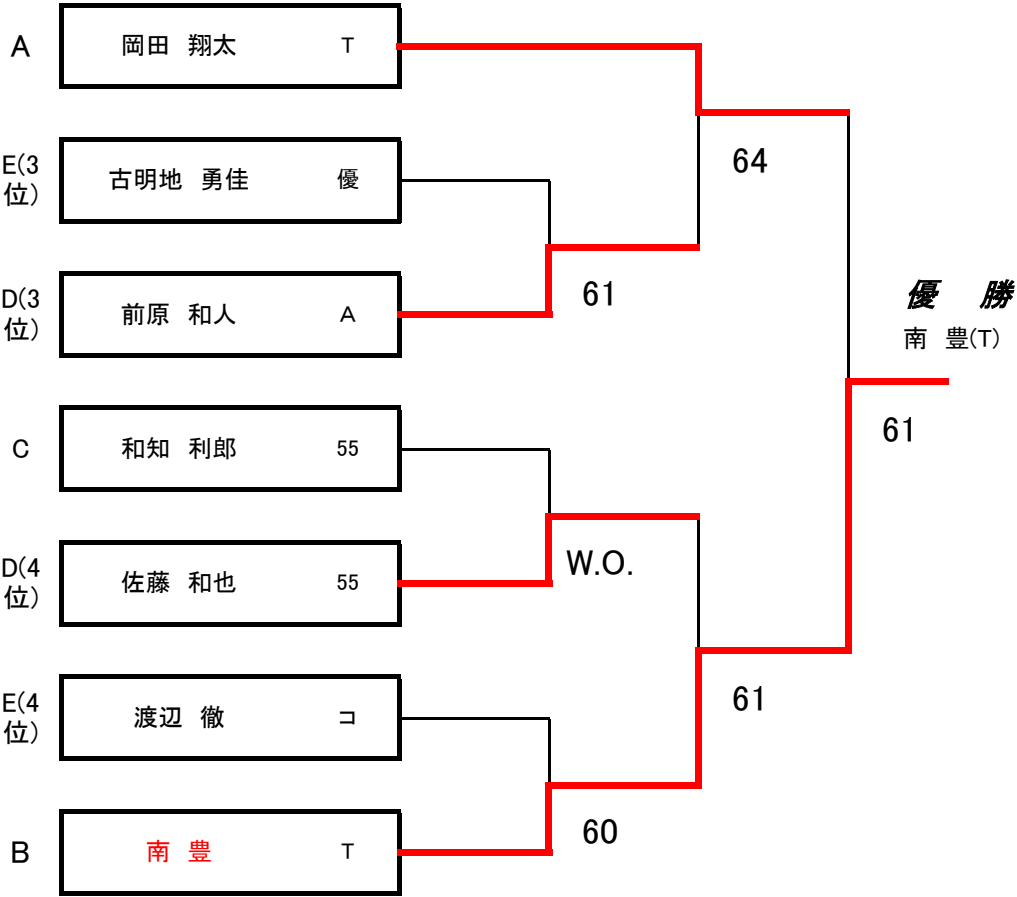 A 岡田 翔太 T
E(3位) 古明地 勇佳 優
D(3位) 前原 和人 A
C 和知 利郎 55
D(4位) 佐藤 和也 55
E(4位) 渡辺 徹 コ
B 南 豊 T
61
W.O.
60
64
61
優 勝
南 豊(T)
61